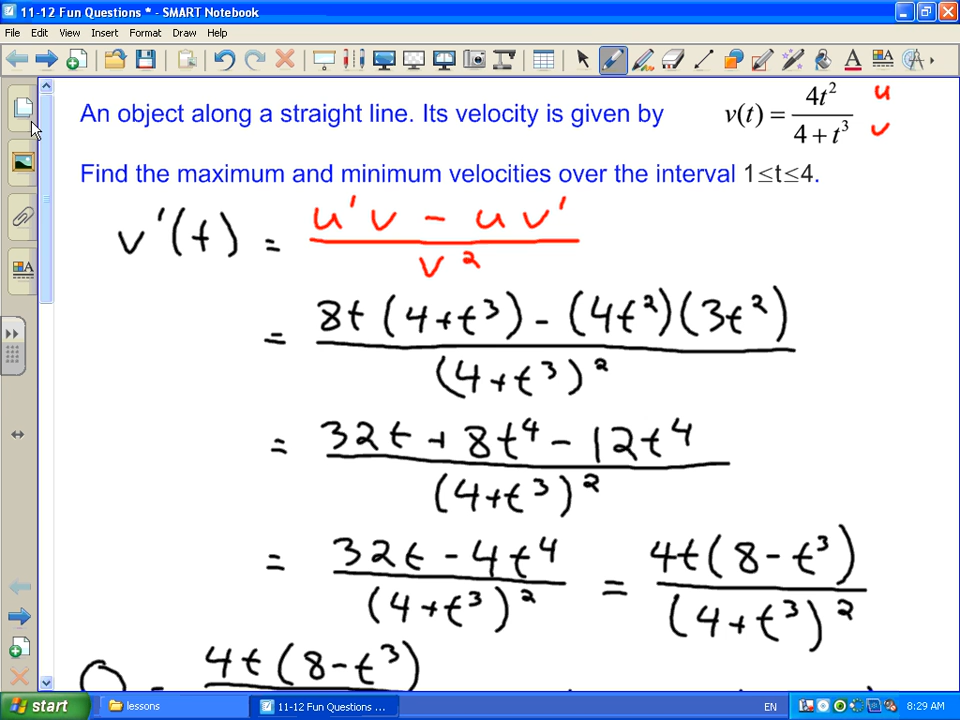 11-12 Fun Questions * - SMART Notebook
File Edit View Insert Format Draw Help
An object along a straight line. Its velocity is given by v(t) = 4t² / (4 + t³) u v
Find the maximum and minimum velocities over the interval 1≤t≤4.
v'(t) = (u'v - uv') / v²
= (8t(4+t³) - (4t²)(3t²)) / (4+t³)²
= (32t + 8t⁴ - 12t⁴) / (4+t³)²
= (32t - 4t⁴) / (4+t³)² = 4t(8-t³) / (4+t³)²
0 = 4t(8-t³)
start lessons 11-12 Fun Questions ... EN 8:29 AM